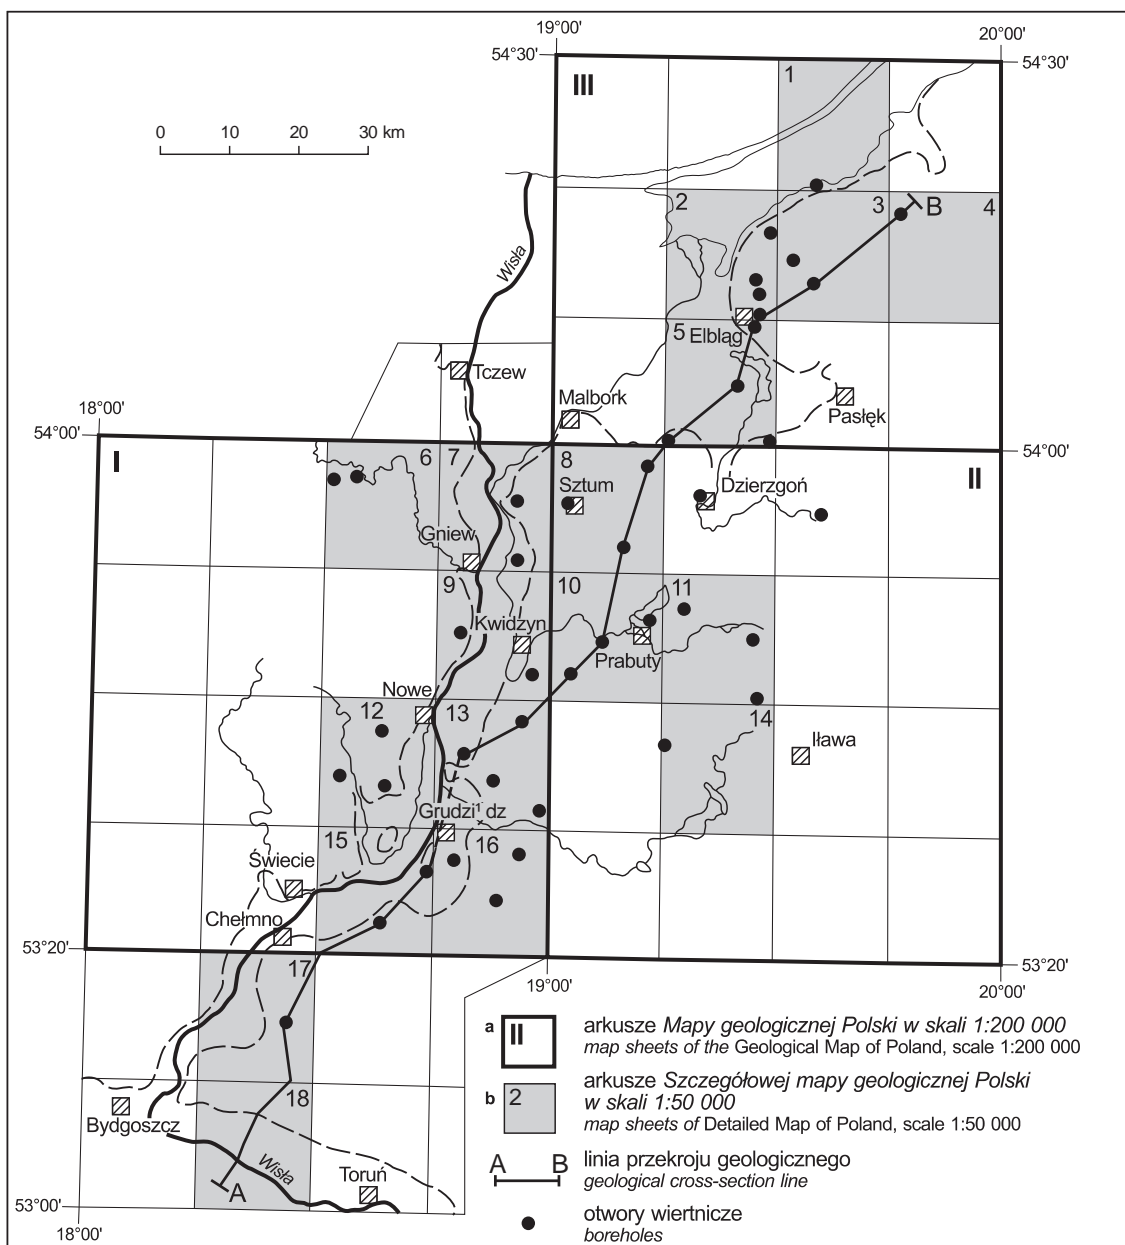 19°00'
20°00'
54°30'
54°30'
III
1
0 10 20 30 km
2
3
B
4
Wisła
5
Elbląg
Tczew
Malbork
Pasłęk
18°00'
54°00'
54°00'
I
6
7
8
II
Sztum
Dzierzgoń
Gniew
9
10
11
Kwidzyn
Prabuty
Nowe
12
13
14
Iława
Grudzi¹dz
15
16
Świecie
Chełmno
53°20'
53°20'
17
19°00'
20°00'
a
II
arkusze Mapy geologicznej Polski w skali 1:200 000
map sheets of the Geological Map of Poland, scale 1:200 000
b
2
arkusze Szczegółowej mapy geologicznej Polski
w skali 1:50 000
map sheets of Detailed Map of Poland, scale 1:50 000
18
Bydgoszcz
Wisła
Toruń
A
A B
linia przekroju geologicznego
geological cross-section line
53°00'
18°00'
otwory wiertnicze
boreholes